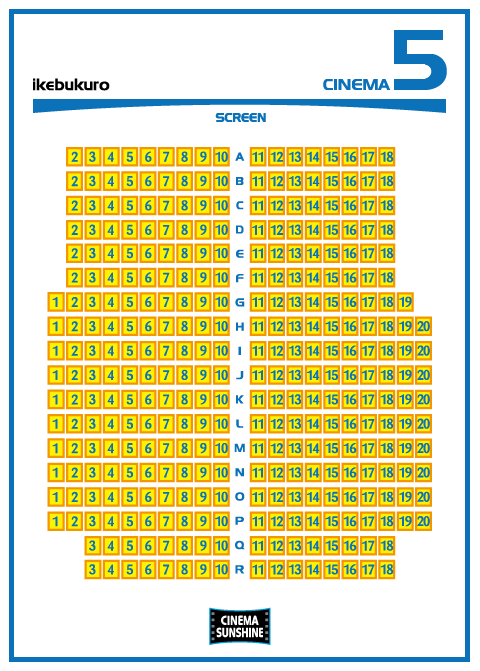 ikebukuro CINEMA 5
SCREEN
2 3 4 5 6 7 8 9 10 A 11 12 13 14 15 16 17 18
2 3 4 5 6 7 8 9 10 B 11 12 13 14 15 16 17 18
2 3 4 5 6 7 8 9 10 C 11 12 13 14 15 16 17 18
2 3 4 5 6 7 8 9 10 D 11 12 13 14 15 16 17 18
2 3 4 5 6 7 8 9 10 E 11 12 13 14 15 16 17 18
2 3 4 5 6 7 8 9 10 F 11 12 13 14 15 16 17 18
1 2 3 4 5 6 7 8 9 10 G 11 12 13 14 15 16 17 18 19
1 2 3 4 5 6 7 8 9 10 H 11 12 13 14 15 16 17 18 19 20
1 2 3 4 5 6 7 8 9 10 I 11 12 13 14 15 16 17 18 19 20
1 2 3 4 5 6 7 8 9 10 J 11 12 13 14 15 16 17 18 19 20
1 2 3 4 5 6 7 8 9 10 K 11 12 13 14 15 16 17 18 19 20
1 2 3 4 5 6 7 8 9 10 L 11 12 13 14 15 16 17 18 19 20
1 2 3 4 5 6 7 8 9 10 M 11 12 13 14 15 16 17 18 19 20
1 2 3 4 5 6 7 8 9 10 N 11 12 13 14 15 16 17 18 19 20
1 2 3 4 5 6 7 8 9 10 O 11 12 13 14 15 16 17 18 19 20
1 2 3 4 5 6 7 8 9 10 P 11 12 13 14 15 16 17 18 19 20
3 4 5 6 7 8 9 10 Q 11 12 13 14 15 16 17 18
3 4 5 6 7 8 9 10 R 11 12 13 14 15 16 17 18
CINEMA
SUNSHINE